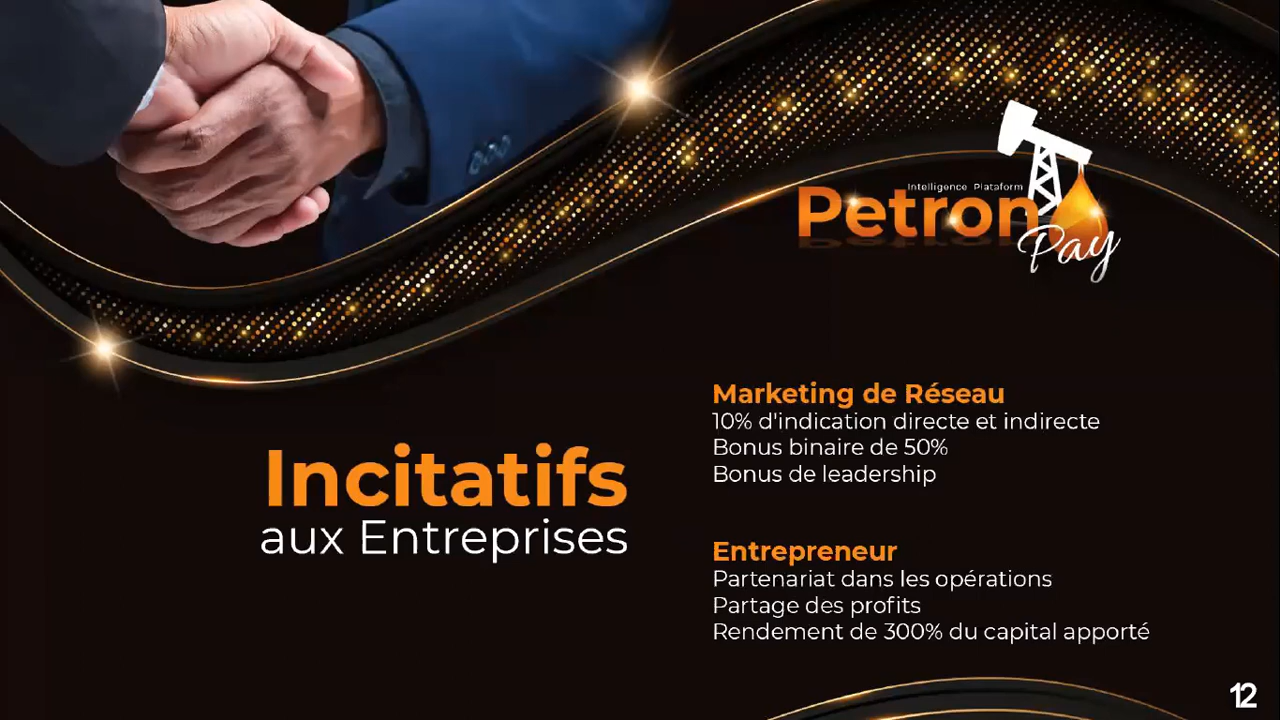 Intelligence Plataform
Petron
Pay
Incitatifs
aux Entreprises
Marketing de Réseau
10% d'indication directe et indirecte
Bonus binaire de 50%
Bonus de leadership
Entrepreneur
Partenariat dans les opérations
Partage des profits
Rendement de 300% du capital apporté
12